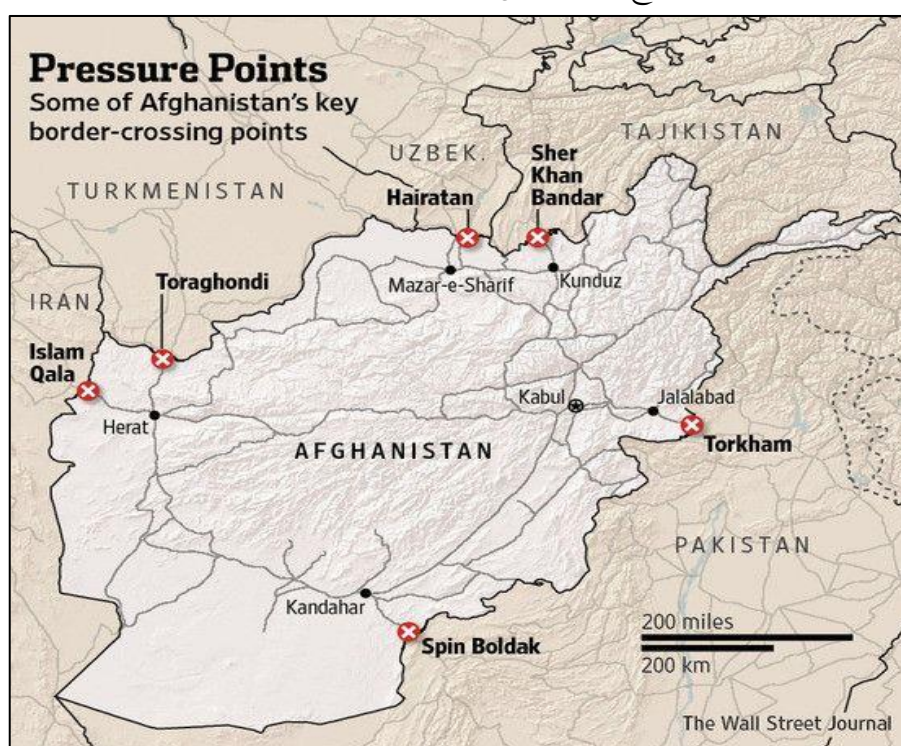 Pressure Points
Some of Afghanistan's key
border-crossing points
UZBEK.
TAJIKISTAN
Sher
Khan
Bandar
TURKMENISTAN
Hairatan
Mazar-e-Sharif
Kunduz
Toraghondi
IRAN
Islam
Qala
Herat
Kabul
Jalalabad
AFGHANISTAN
Torkham
PAKISTAN
Kandahar
Spin Boldak
200 miles
200 km
The Wall Street Journal